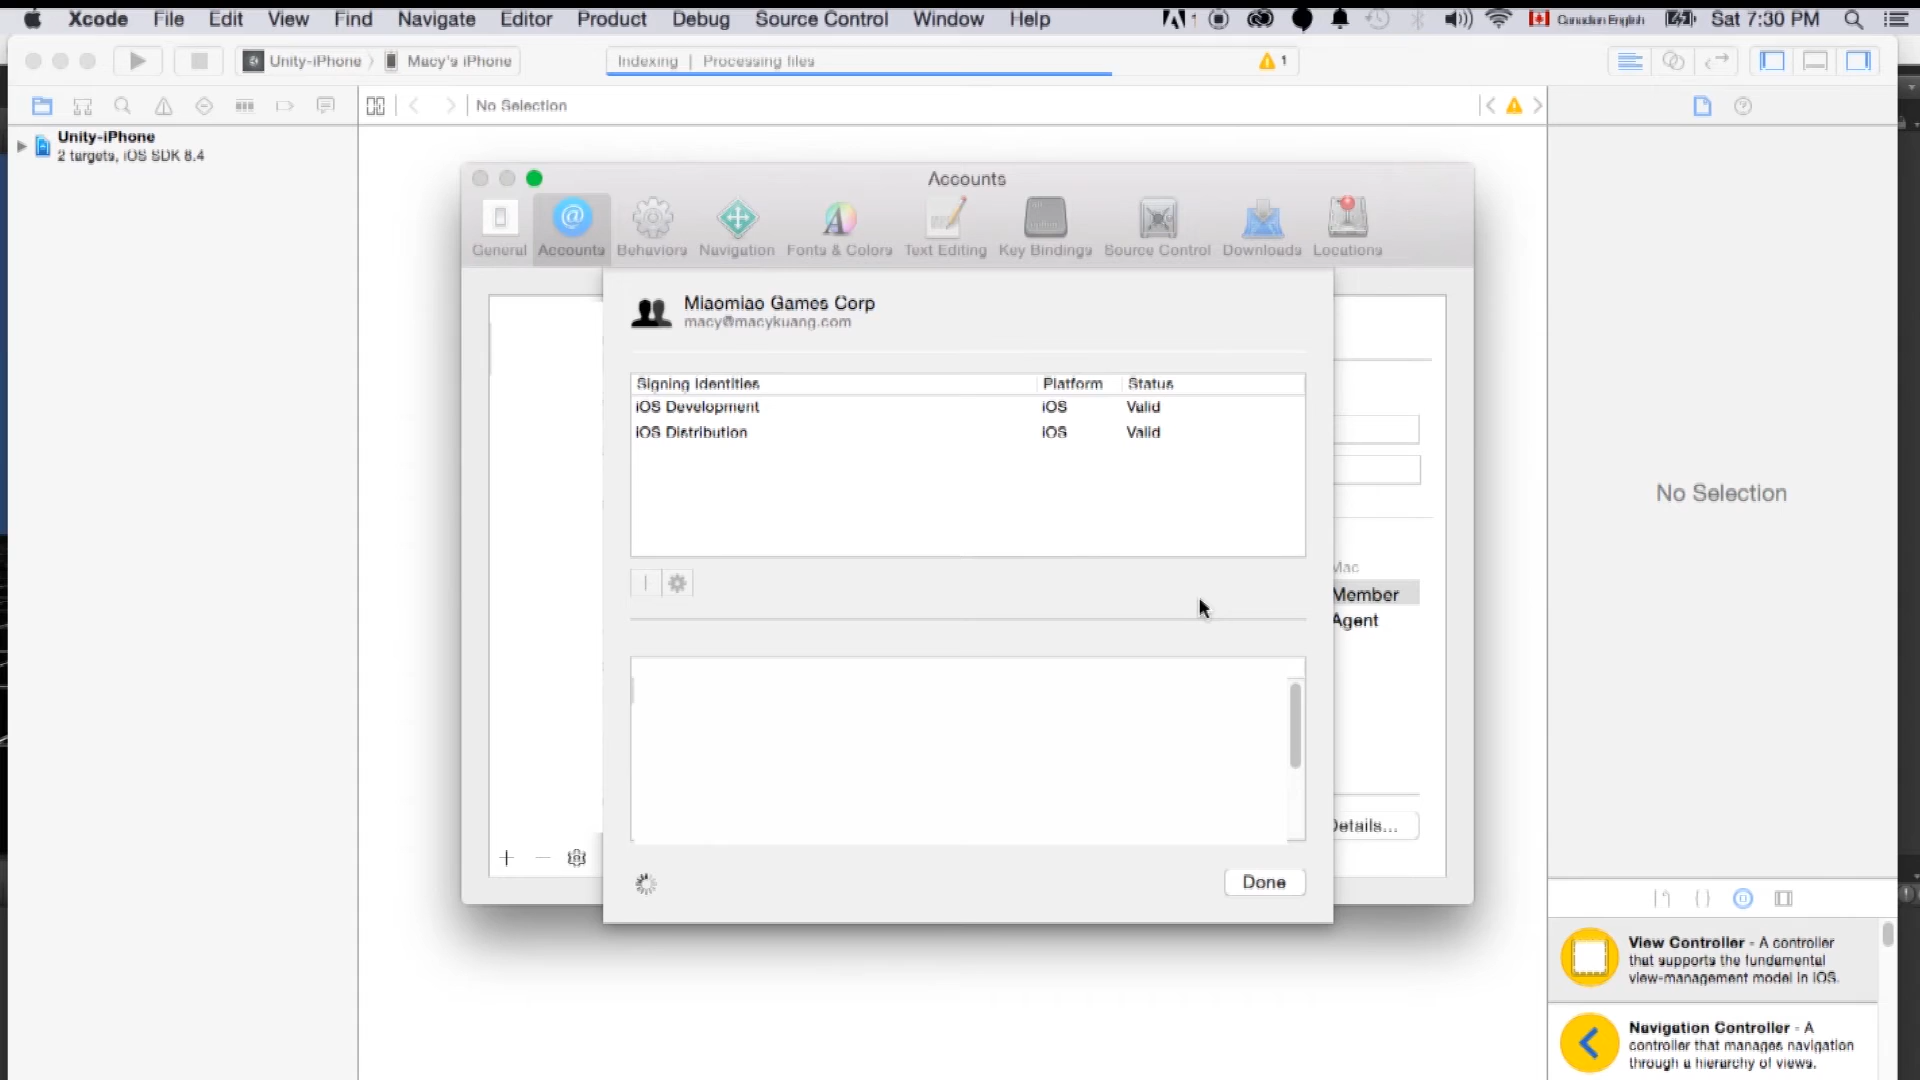 Xcode File Edit View Find Navigate Editor Product Debug Source Control Window Help
1 Canadian English Sat 7:30 PM
Unity-iPhone Macy's iPhone
Indexing | Processing files
1
No Selection
Unity-iPhone
2 targets, iOS SDK 8.4
Accounts
General Accounts Behaviors Navigation Fonts & Colors Text Editing Key Bindings Source Control Downloads Locations
Miaomiao Games Corp
macy@macykuang.com
Signing Identities Platform Status
iOS Development iOS Valid
iOS Distribution iOS Valid
Mac
Member
Agent
Details...
Done
No Selection
View Controller - A controller
that supports the fundamental
view-management model in iOS.
Navigation Controller - A
controller that manages navigation
through a hierarchy of views.